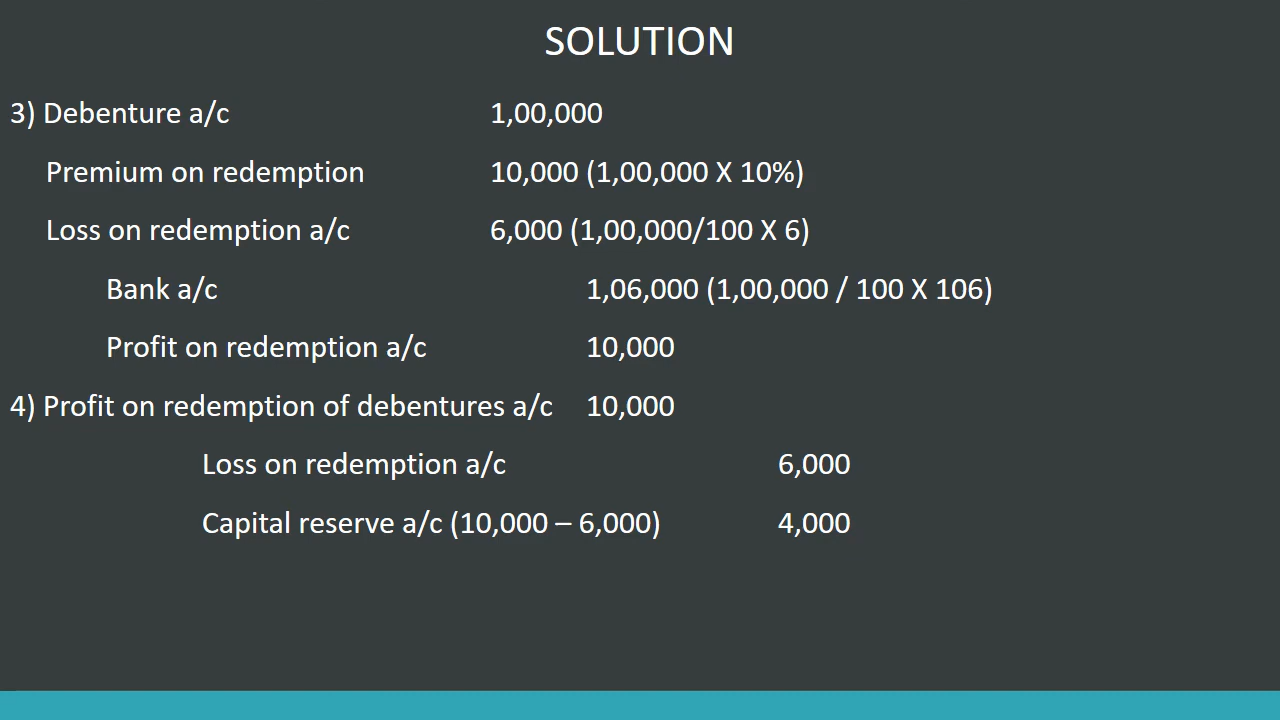 SOLUTION
3) Debenture a/c 1,00,000
Premium on redemption 10,000 (1,00,000 X 10%)
Loss on redemption a/c 6,000 (1,00,000/100 X 6)
Bank a/c 1,06,000 (1,00,000 / 100 X 106)
Profit on redemption a/c 10,000
4) Profit on redemption of debentures a/c 10,000
Loss on redemption a/c 6,000
Capital reserve a/c (10,000 – 6,000) 4,000